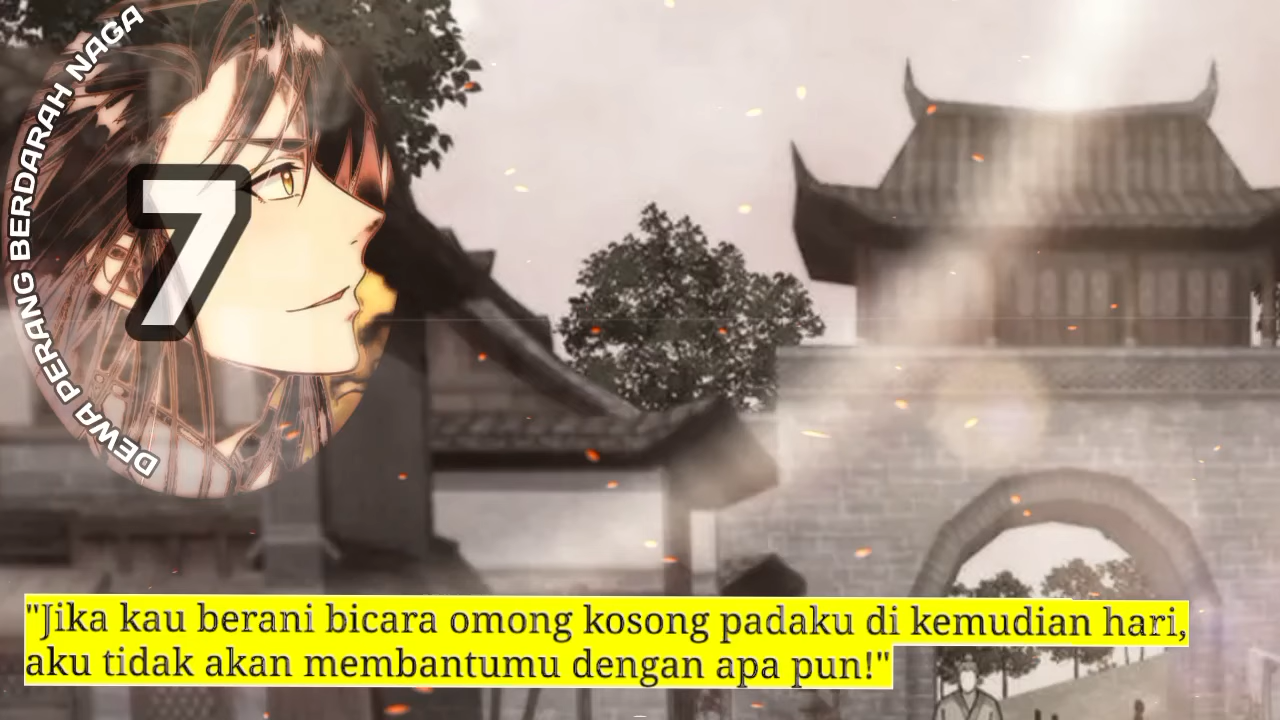 DEWA PERANG BERDARAH NAGA
7
"Jika kau berani bicara omong kosong padaku di kemudian hari,
aku tidak akan membantumu dengan apa pun!"